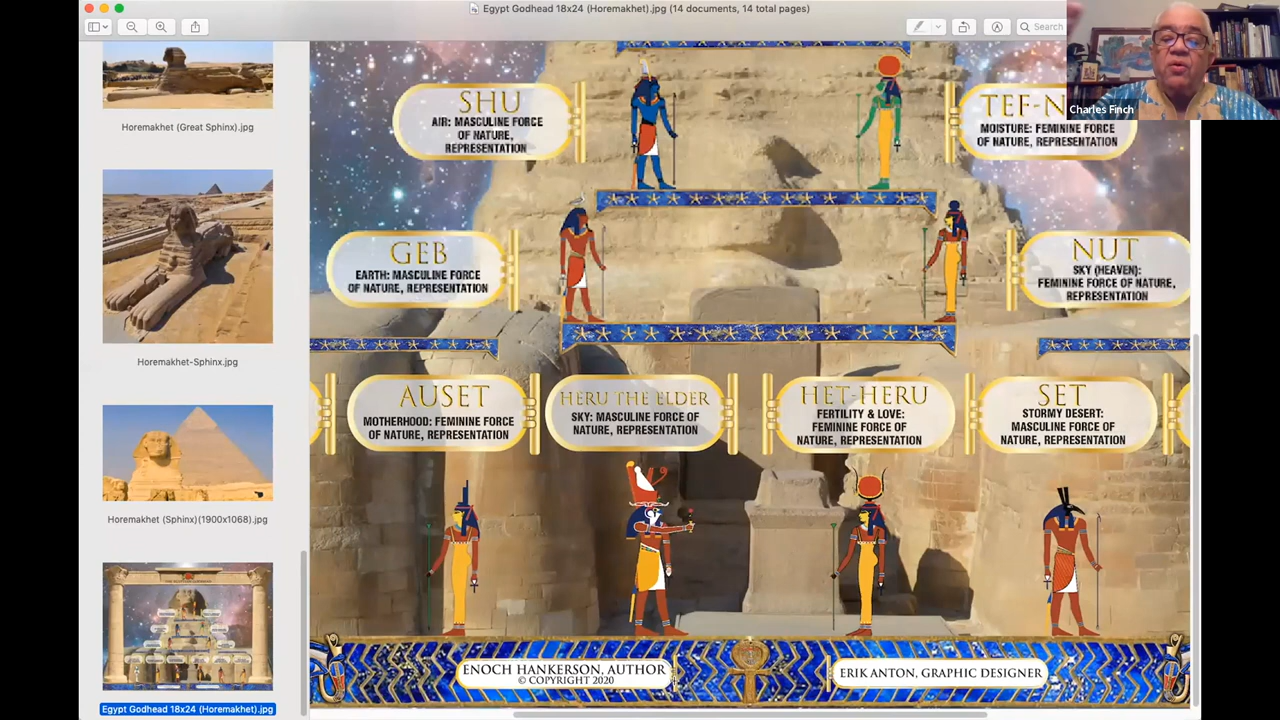 Egypt Godhead 18x24 (Horemakhet).jpg (14 documents, 14 total pages)
Search
Charles Finch
Horemakhet (Great Sphinx).jpg
Horemakhet-Sphinx.jpg
Horemakhet (Sphinx)(1900x1068).jpg
Egypt Godhead 18x24 (Horemakhet).jpg
SHU
AIR: MASCULINE FORCE
OF NATURE,
REPRESENTATION
MOISTURE: FEMININE FORCE
OF NATURE, REPRESENTATION
GEB
EARTH: MASCULINE FORCE
OF NATURE, REPRESENTATION
NUT
SKY (HEAVEN):
FEMININE FORCE OF NATURE,
REPRESENTATION
AUSET
MOTHERHOOD: FEMININE FORCE
OF NATURE, REPRESENTATION
HERU THE ELDER
SKY: MASCULINE FORCE OF
NATURE, REPRESENTATION
HET-HERU
FERTILITY & LOVE:
FEMININE FORCE OF
NATURE, REPRESENTATION
SET
STORMY DESERT:
MASCULINE FORCE OF
NATURE, REPRESENTATION
ENOCH HANKERSON, AUTHOR
© COPYRIGHT 2020
ERIK ANTON, GRAPHIC DESIGNER